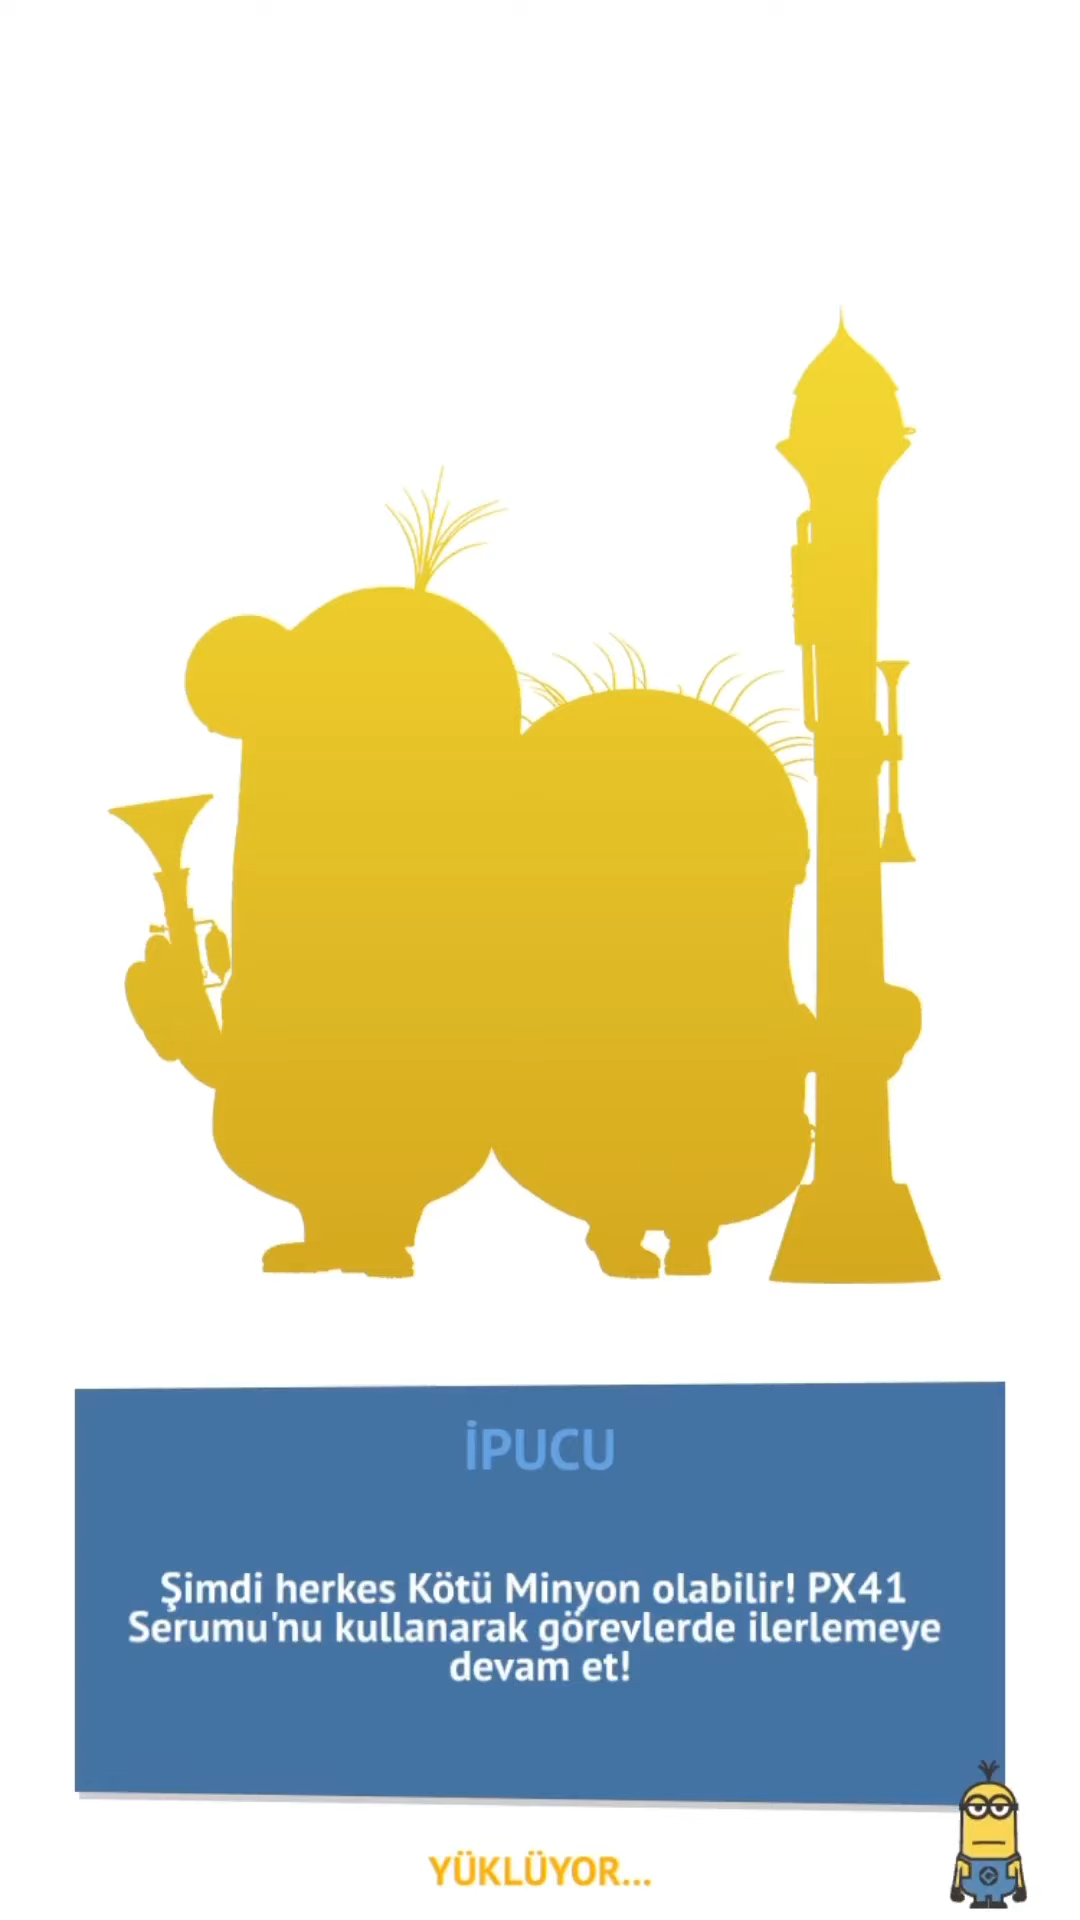 İPUCU
Şimdi herkes Kötü Minyon olabilir! PX41
Serumu'nu kullanarak görevlerde ilerlemeye
devam et!
YÜKLÜYOR...